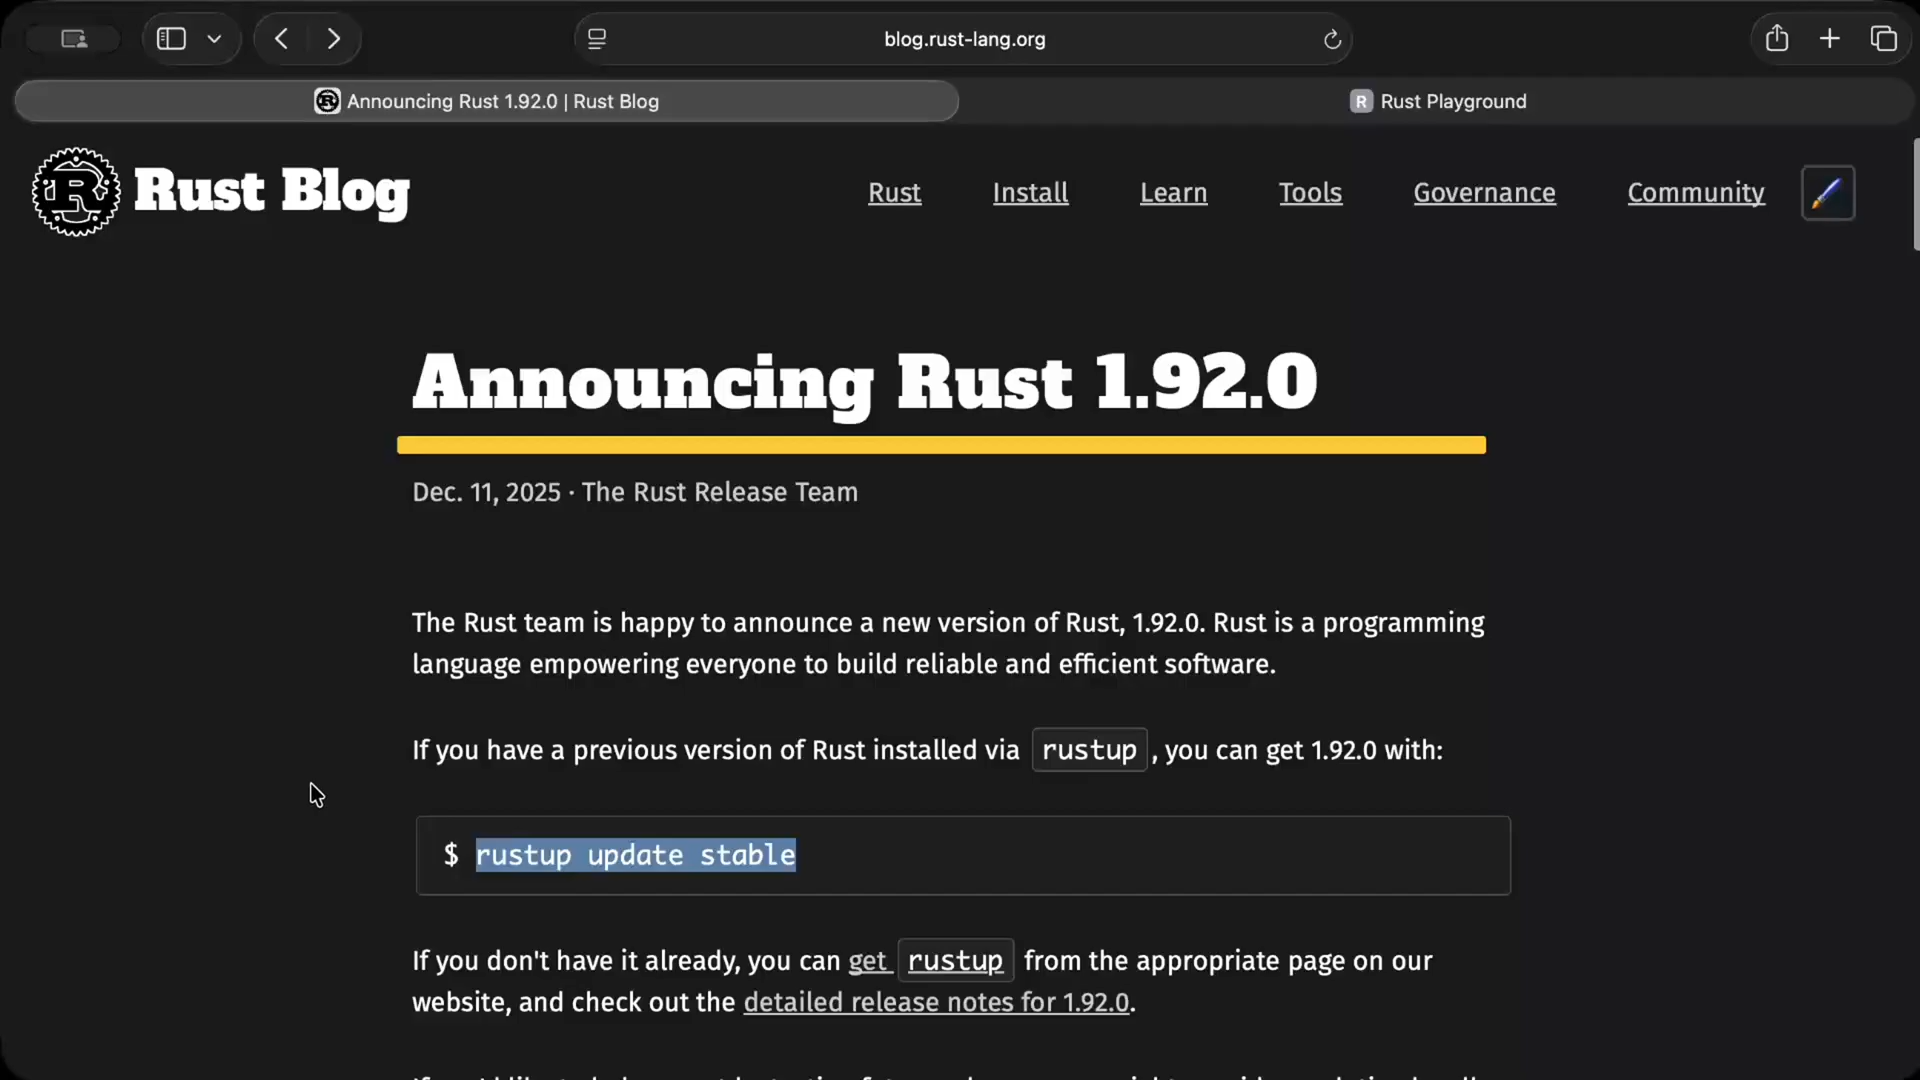 blog.rust-lang.org
Announcing Rust 1.92.0 | Rust Blog
R Rust Playground
R Rust Blog
Rust Install Learn Tools Governance Community
Announcing Rust 1.92.0
Dec. 11, 2025 · The Rust Release Team
The Rust team is happy to announce a new version of Rust, 1.92.0. Rust is a programming
language empowering everyone to build reliable and efficient software.
If you have a previous version of Rust installed via rustup, you can get 1.92.0 with:
$ rustup update stable
If you don't have it already, you can get rustup from the appropriate page on our
website, and check out the detailed release notes for 1.92.0.